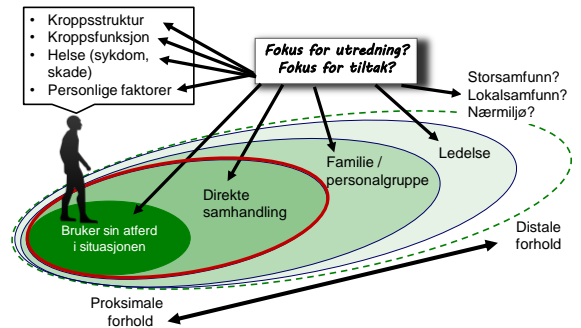 • Kroppsstruktur
• Kroppsfunksjon
• Helse (sykdom,
skade)
• Personlige faktorer
Fokus for utredning?
Fokus for tiltak?
Storsamfunn?
Lokalsamfunn?
Nærmiljø?
Ledelse
Familie /
personalgruppe
Direkte
samhandling
Bruker sin atferd
i situasjonen
Distale
forhold
Proksimale
forhold